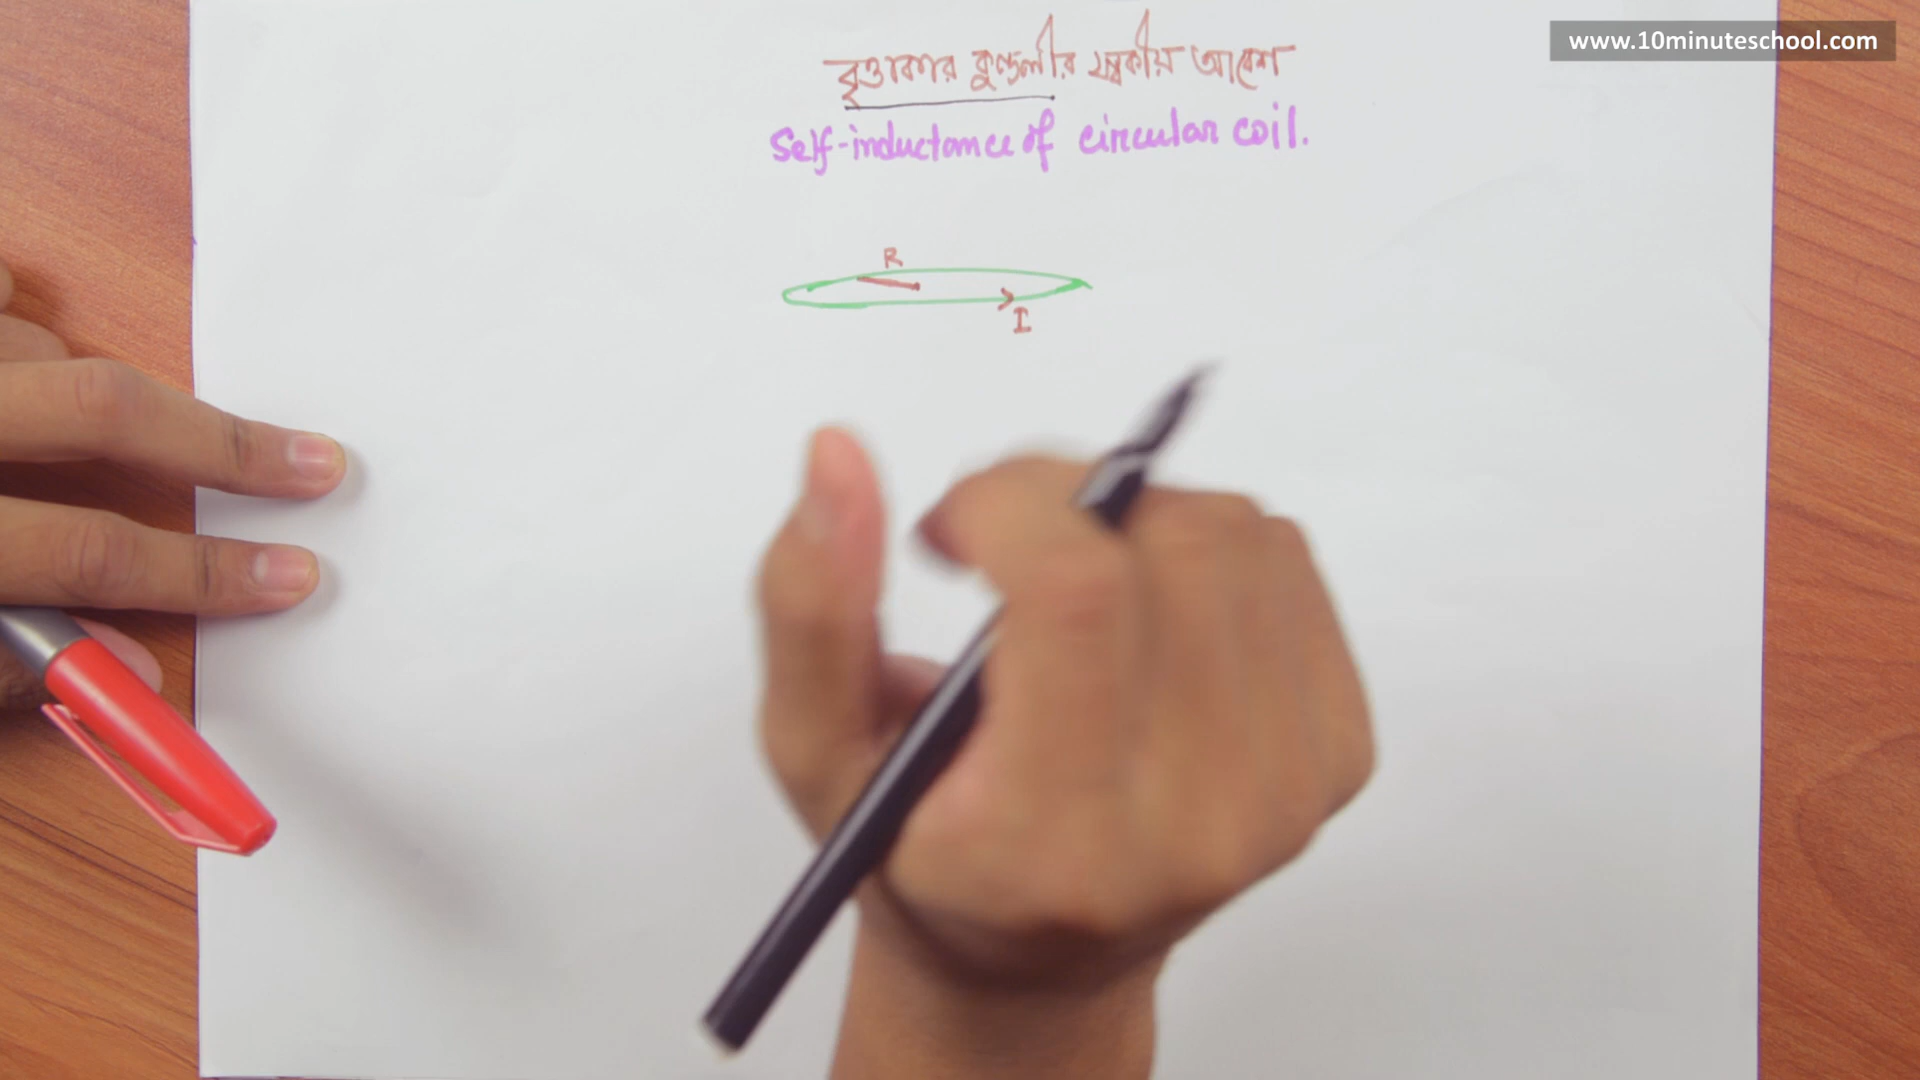 www.10minuteschool.com
বৃত্তাকার কুণ্ডলীর স্বকীয় আবেশ
Self-inductance of circular coil.
R
I